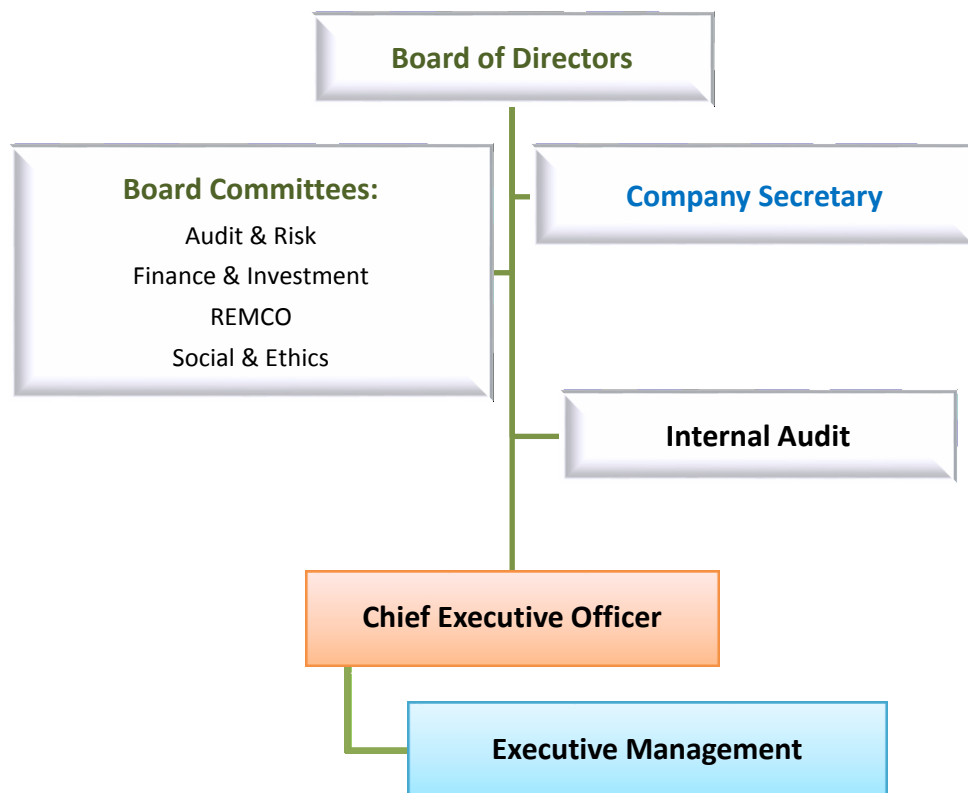 Board of Directors
Board Committees:
Audit & Risk
Finance & Investment
REMCO
Social & Ethics
Company Secretary
Internal Audit
Chief Executive Officer
Executive Management